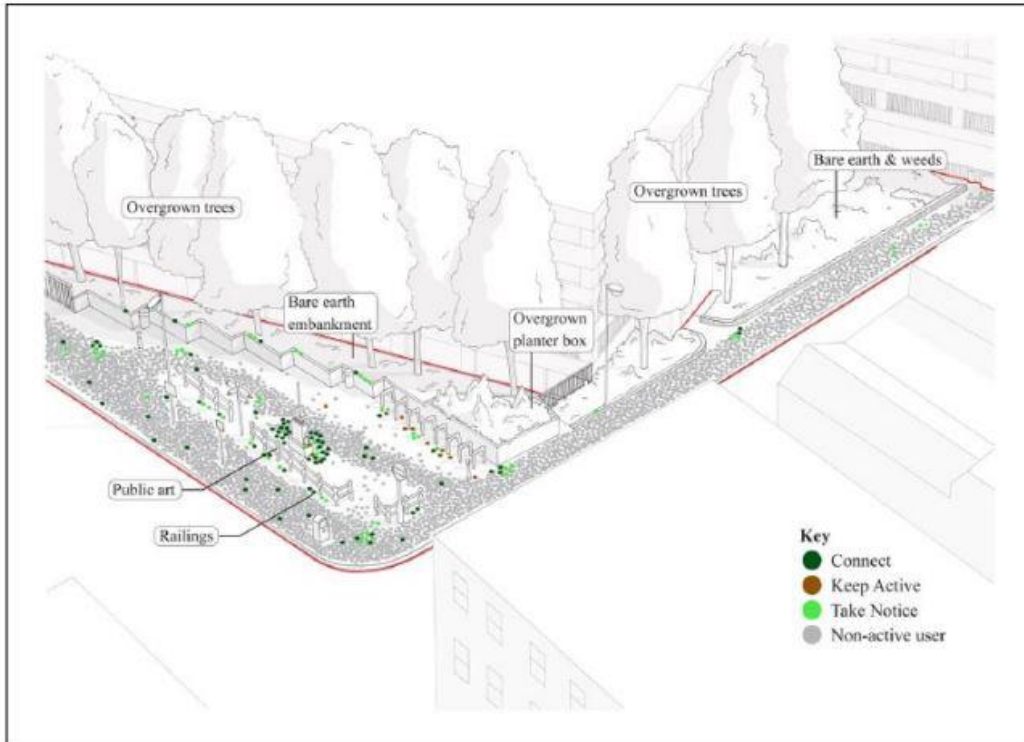 Bare earth & weeds
Overgrown trees
Overgrown trees
Bare earth
embankment
Overgrown
planter box
Public art
Railings
Key
Connect
Keep Active
Take Notice
Non-active user